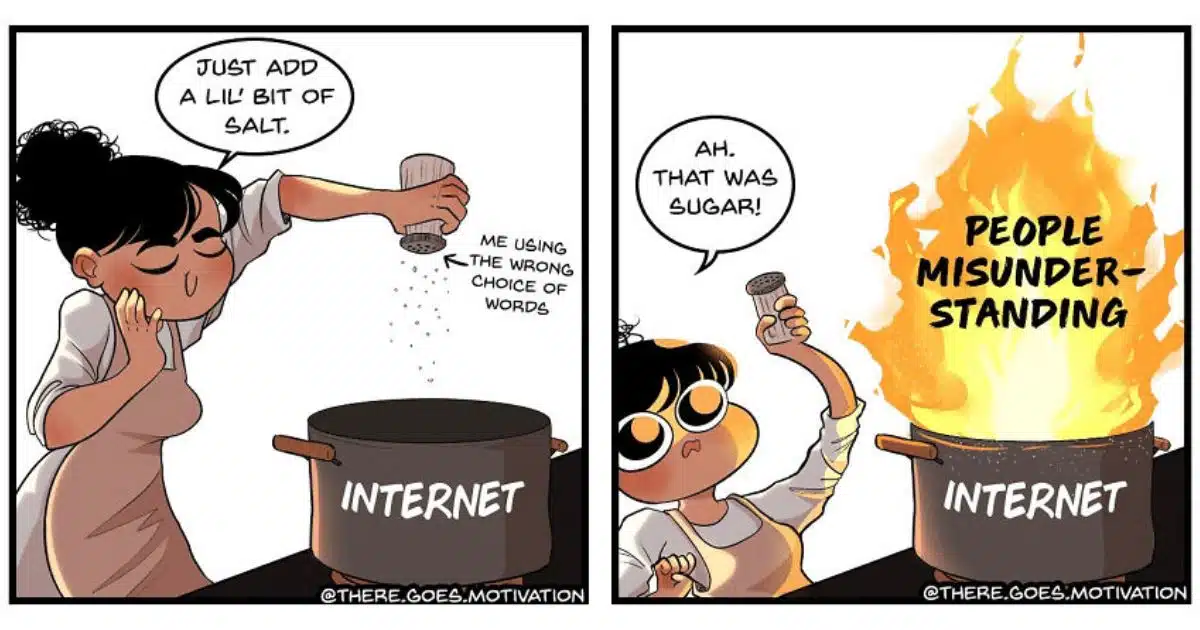 JUST ADD
A LIL' BIT OF
SALT.
ME USING
THE WRONG
CHOICE OF
WORDS
INTERNET
@THERE.GOES.MOTIVATION
AH.
THAT WAS
SUGAR!
PEOPLE
MISUNDER-
STANDING
INTERNET
@THERE.GOES.MOTIVATION